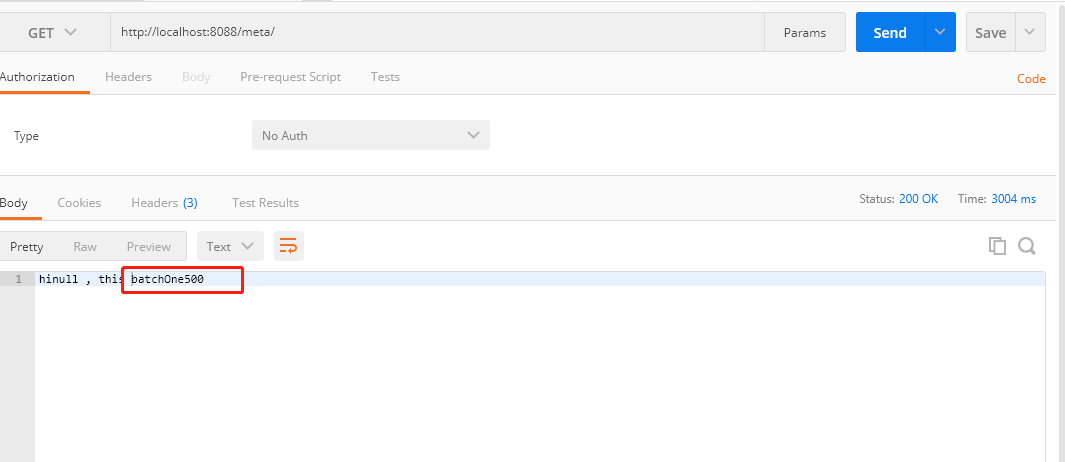 GET http://localhost:8088/meta/ Params Send Save
Authorization Headers Body Pre-request Script Tests Code
Type No Auth
Body Cookies Headers (3) Test Results Status: 200 OK Time: 3004 ms
Pretty Raw Preview Text
1 hinull , this batchOne500